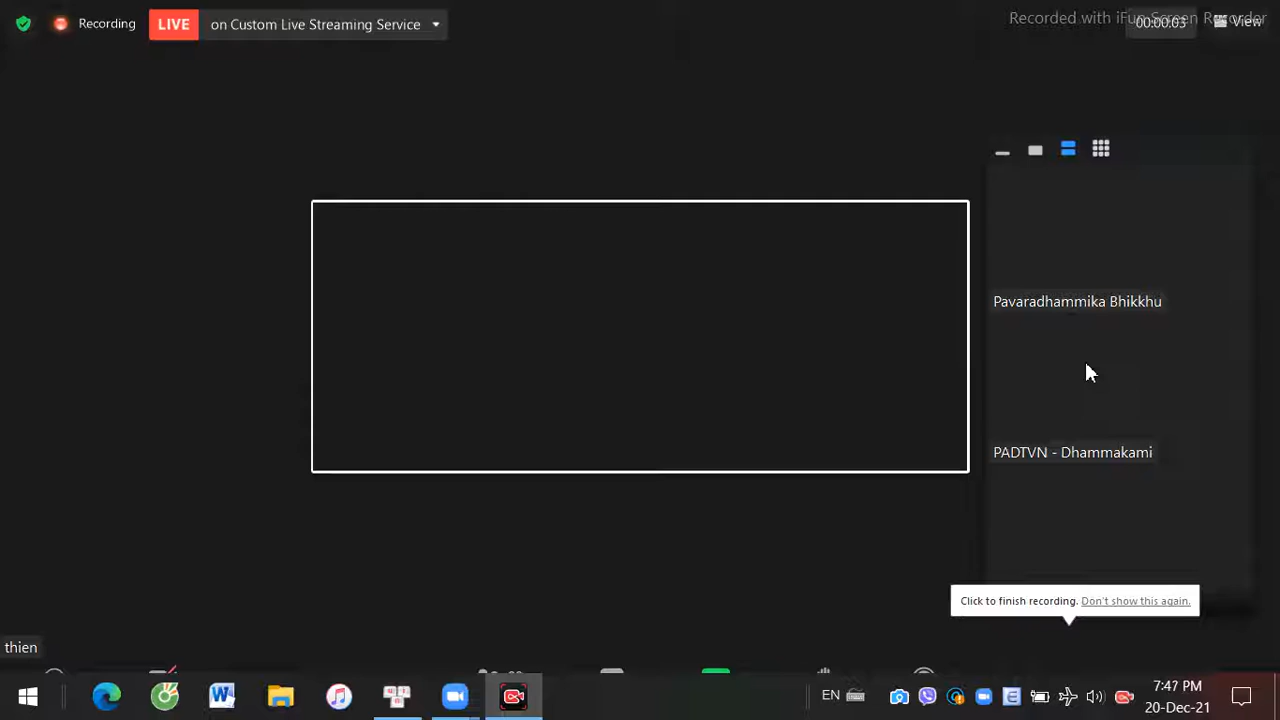 Recording
LIVE on Custom Live Streaming Service
Recorded with iFun Screen Recorder
00:00:03
View
Pavaradhammika Bhikkhu
PADTVN - Dhammakami
Click to finish recording. Don't show this again.
thien
EN
7:47 PM
20-Dec-21